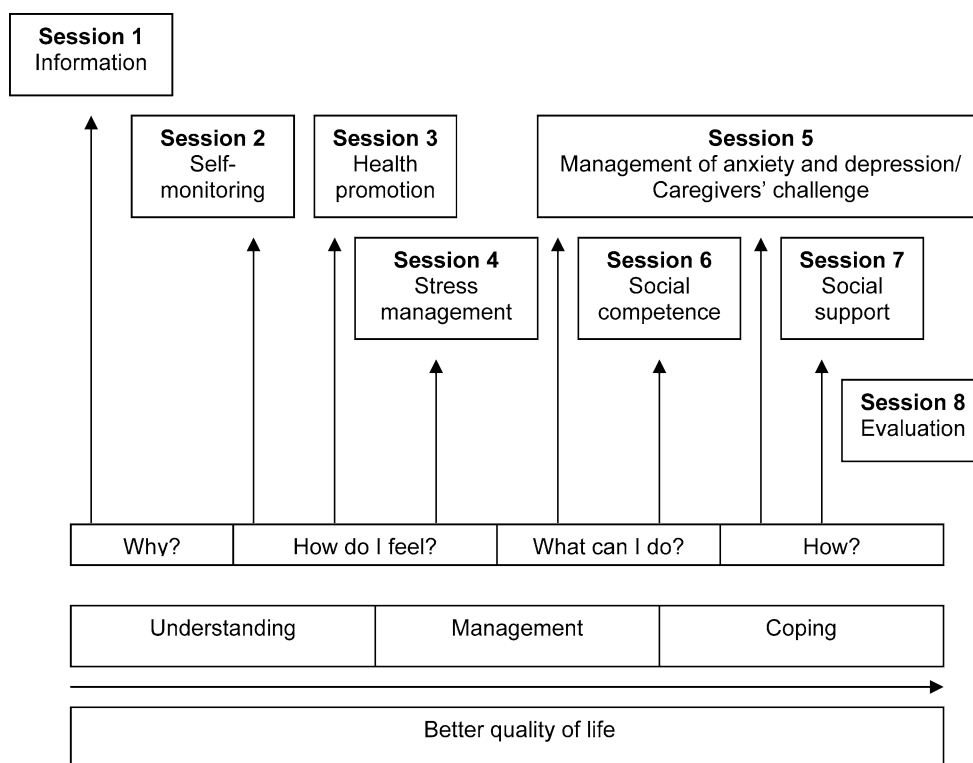 Session 1
Information
Session 2
Self-
monitoring
Session 3
Health
promotion
Session 5
Management of anxiety and depression/
Caregivers’ challenge
Session 4
Stress
management
Session 6
Social
competence
Session 7
Social
support
Session 8
Evaluation
Why?
How do I feel?
What can I do?
How?
Understanding
Management
Coping
Better quality of life